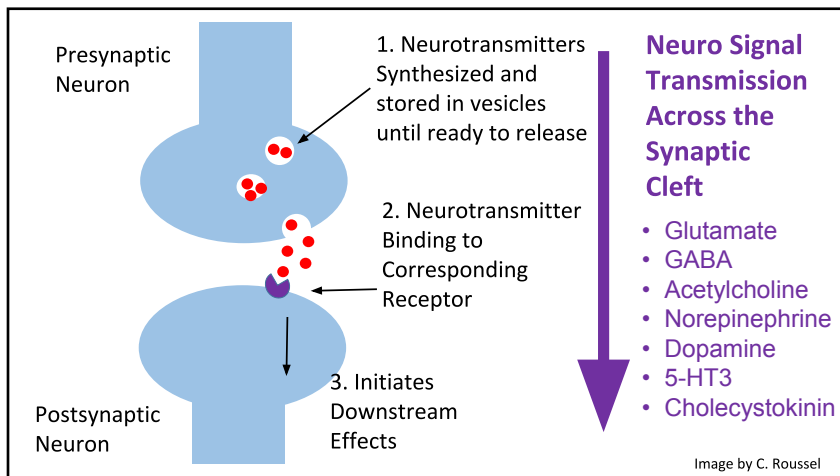 Presynaptic
Neuron
1. Neurotransmitters
Synthesized and
stored in vesicles
until ready to release
2. Neurotransmitter
Binding to
Corresponding
Receptor
3. Initiates
Downstream
Effects
Postsynaptic
Neuron
Neuro Signal
Transmission
Across the
Synaptic
Cleft
• Glutamate
• GABA
• Acetylcholine
• Norepinephrine
• Dopamine
• 5-HT3
• Cholecystokinin
Image by C. Roussel